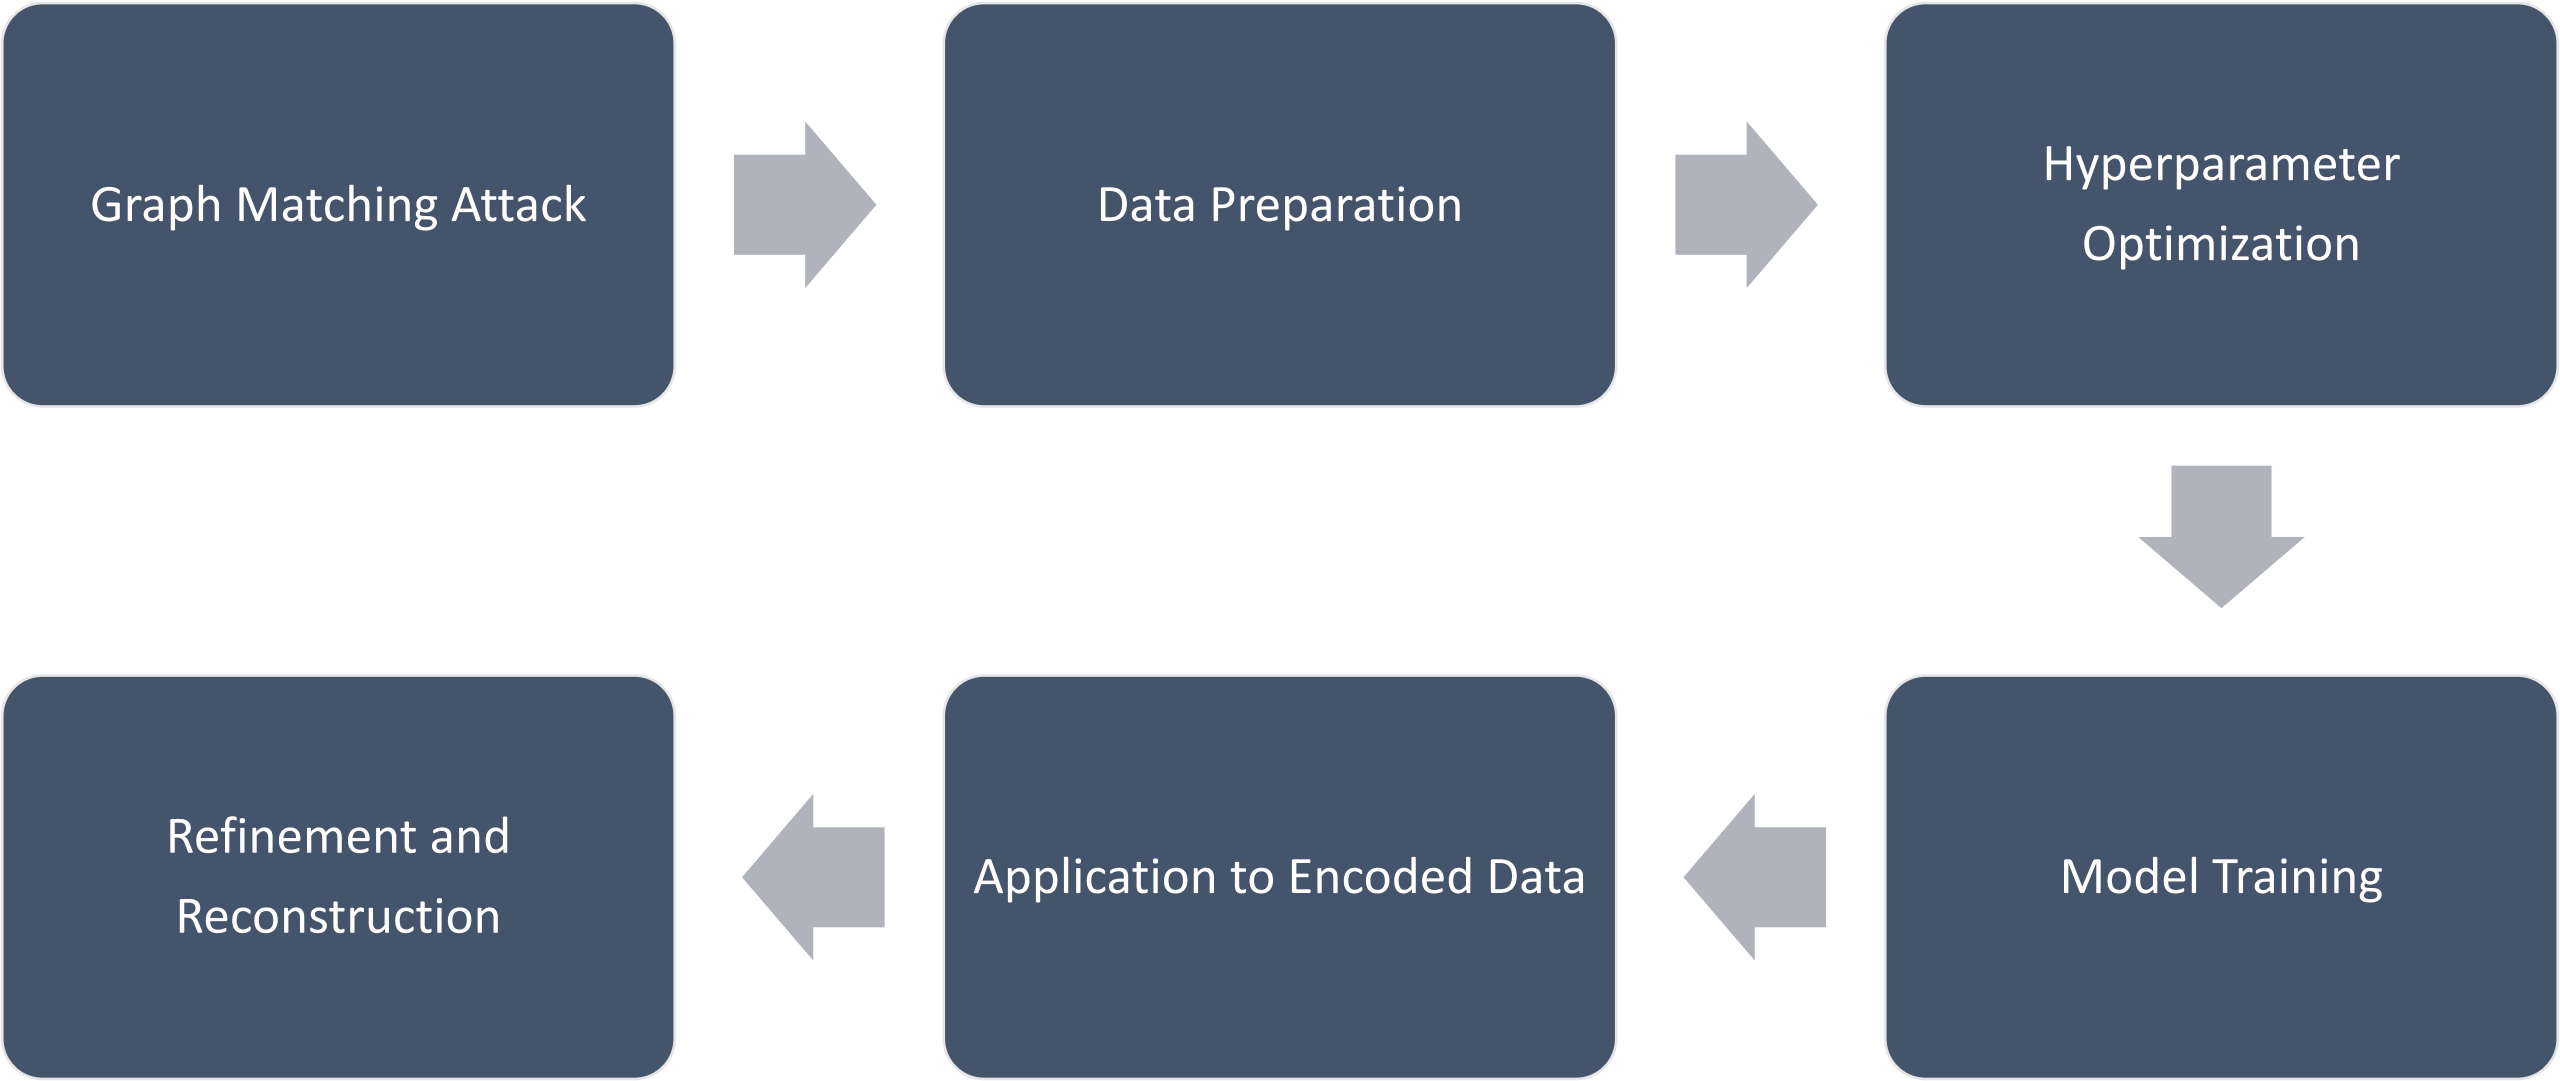 Graph Matching Attack
Data Preparation
Hyperparameter
Optimization
Model Training
Application to Encoded Data
Refinement and
Reconstruction